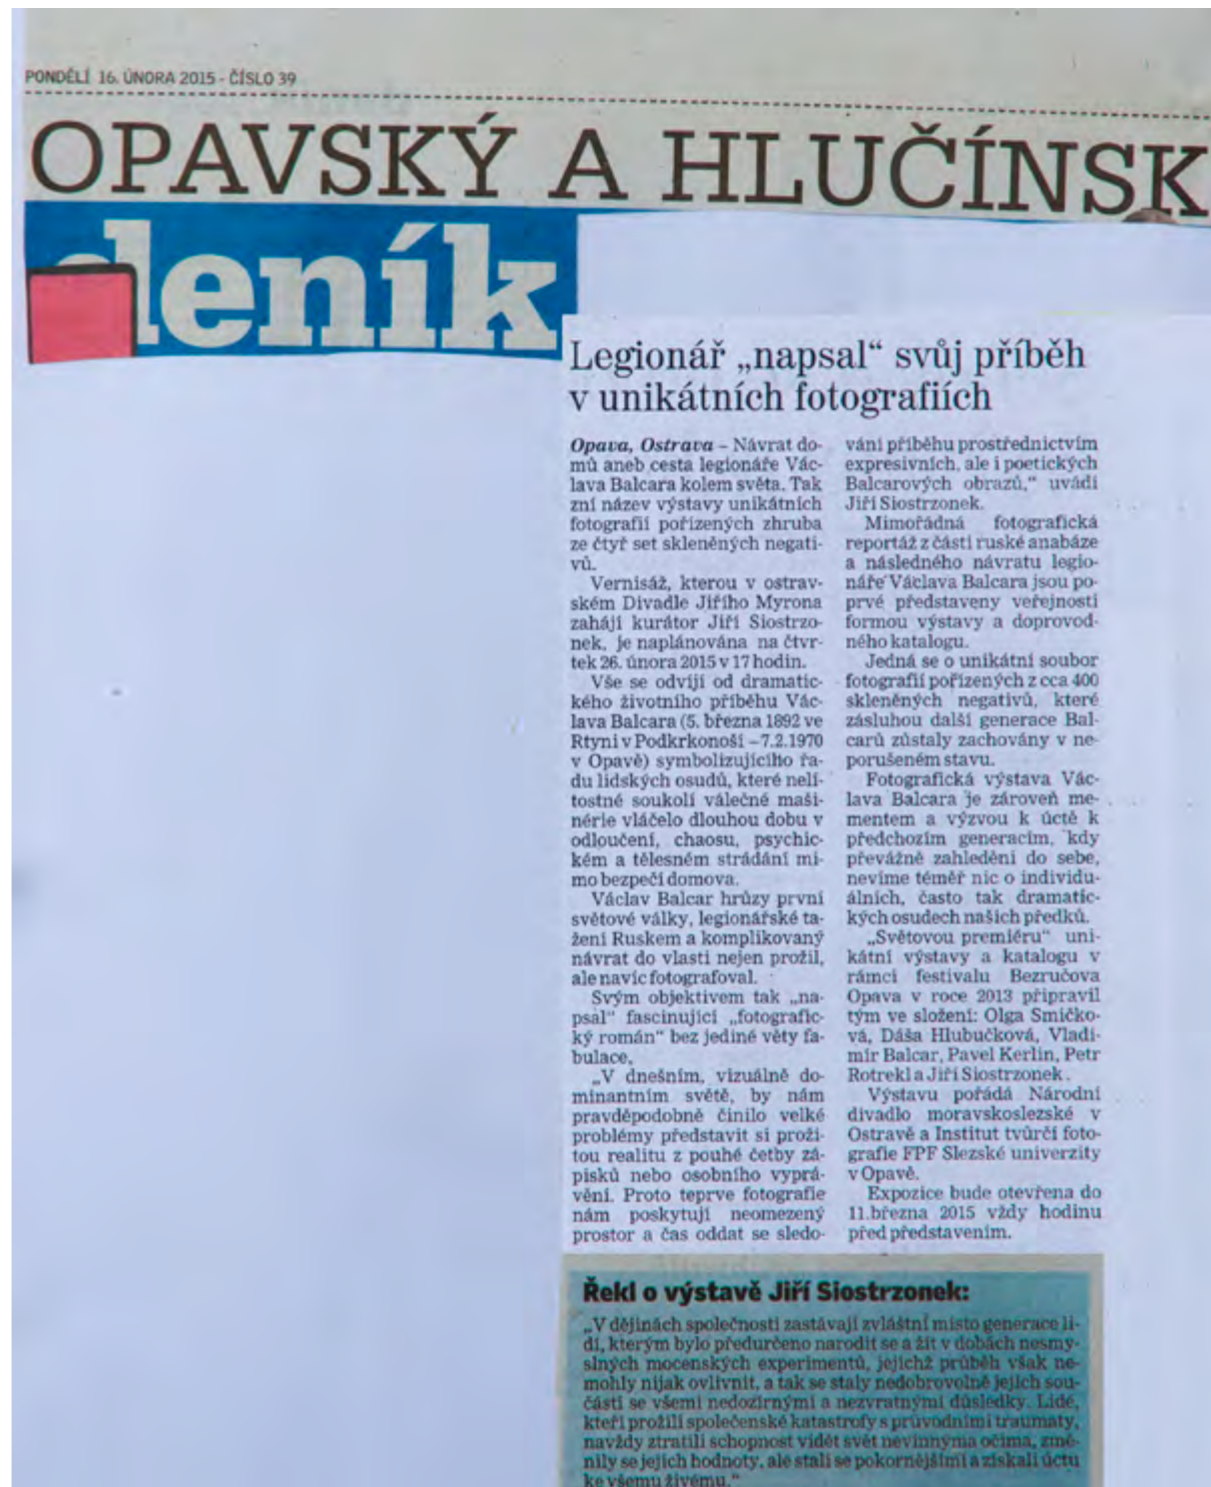 PONDĚLÍ 16. ÚNORA 2015 - ČÍSLO 39
OPAVSKÝ A HLUČÍNSK
deník
Legionář „napsal“ svůj příběh
v unikátních fotografiích
Opava, Ostrava – Návrat do-
mů aneb cesta legionáře Vác-
lava Balcara kolem světa. Tak
zní název výstavy unikátních
fotografií pořízených zhruba
ze čtyř set skleněných negati-
vů.
Vernisáž, kterou v ostrav-
ském Divadle Jiřího Myrona
zahájí kurátor Jiří Siostrzo-
nek, je naplánována na čtvr-
tek 26. února 2015 v 17 hodin.
Vše se odvíjí od dramatic-
kého životního příběhu Vác-
lava Balcara (5. března 1892 ve
Rtyni v Podkrkonoší –7.2.1970
v Opavě) symbolizujícího řa-
du lidských osudů, které nelí-
tostné soukolí válečné maši-
nérie vláčelo dlouhou dobu v
odloučení, chaosu, psychic-
kém a tělesném strádání mi-
mo bezpečí domova.
Václav Balcar hrůzy první
světové války, legionářské ta-
žení Ruskem a komplikovaný
návrat do vlasti nejen prožil,
ale navíc fotografoval.
Svým objektivem tak „na-
psal“ fascinující „fotografic-
ký román“ bez jediné věty fa-
bulace.
„V dnešním, vizuálně do-
minantním světě, by nám
pravděpodobně činilo velké
problémy představit si proži-
tou realitu z pouhé četby zá-
pisků nebo osobního vyprá-
vění. Proto teprve fotografie
nám poskytují neomezený
prostor a čas oddat se sledo-
vání příběhu prostřednictvím
expresivních, ale i poetických
Balcarových obrazů,“ uvádí
Jiří Siostrzonek.
Mimořádná fotografická
reportáž z části ruské anabáze
a následného návratu legio-
náře Václava Balcara jsou po-
prvé představeny veřejnosti
formou výstavy a doprovod-
ného katalogu.
Jedná se o unikátní soubor
fotografií pořízených z cca 400
skleněných negativů, které
zásluhou další generace Bal-
carů zůstaly zachovány v ne-
porušeném stavu.
Fotografická výstava Vác-
lava Balcara je zároveň me-
mentem a výzvou k úctě k
předchozím generacím, kdy
převážně zahleděni do sebe,
nevíme téměř nic o individu-
álních, často tak dramatic-
kých osudech našich předků.
„Světovou premiéru“ uni-
kátní výstavy a katalogu v
rámci festivalu Bezručova
Opava v roce 2013 připravil
tým ve složení: Olga Smičko-
vá, Dáša Hlubučková, Vladi-
mír Balcar, Pavel Kerlin, Petr
Rotrekl a Jiří Siostrzonek.
Výstavu pořádá Národní
divadlo moravskoslezské v
Ostravě a Institut tvůrčí foto-
grafie FPF Slezské univerzity
v Opavě.
Expozice bude otevřena do
11.března 2015 vždy hodinu
před představením.
Řekl o výstavě Jiří Siostrzonek:
„V dějinách společnosti zastávají zvláštní místo generace li-
dí, kterým bylo předurčeno narodit se a žít v dobách nesmy-
slných mocenských experimentů, jejichž průběh však ne-
mohly nijak ovlivnit, a tak se staly nedobrovolně jejich sou-
částí se všemi nedozírnými a nezvratnými důsledky. Lidé,
kteří prožili společenské katastrofy s průvodními traumaty,
navždy ztratili schopnost vidět svět nevinnýma očima, změ-
nily se jejich hodnoty, ale stali se pokornějšími a získali úctu
ke všemu živému.“